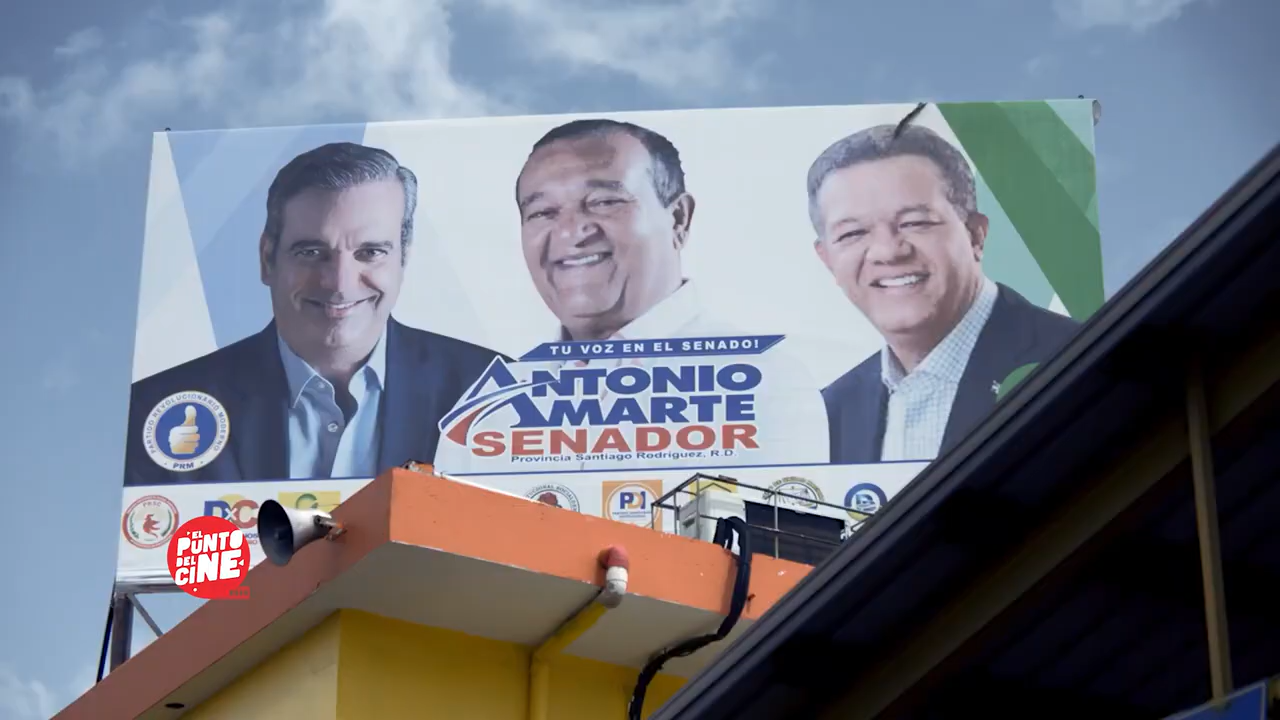 TU VOZ EN EL SENADO!
ANTONIO
AMARTE
SENADOR
Provincia Santiago Rodríguez, R.D.
PARTIDO REVOLUCIONARIO MODERNO
PRM
PRSC
DXC
EL
PUNTO
DEL
CINE